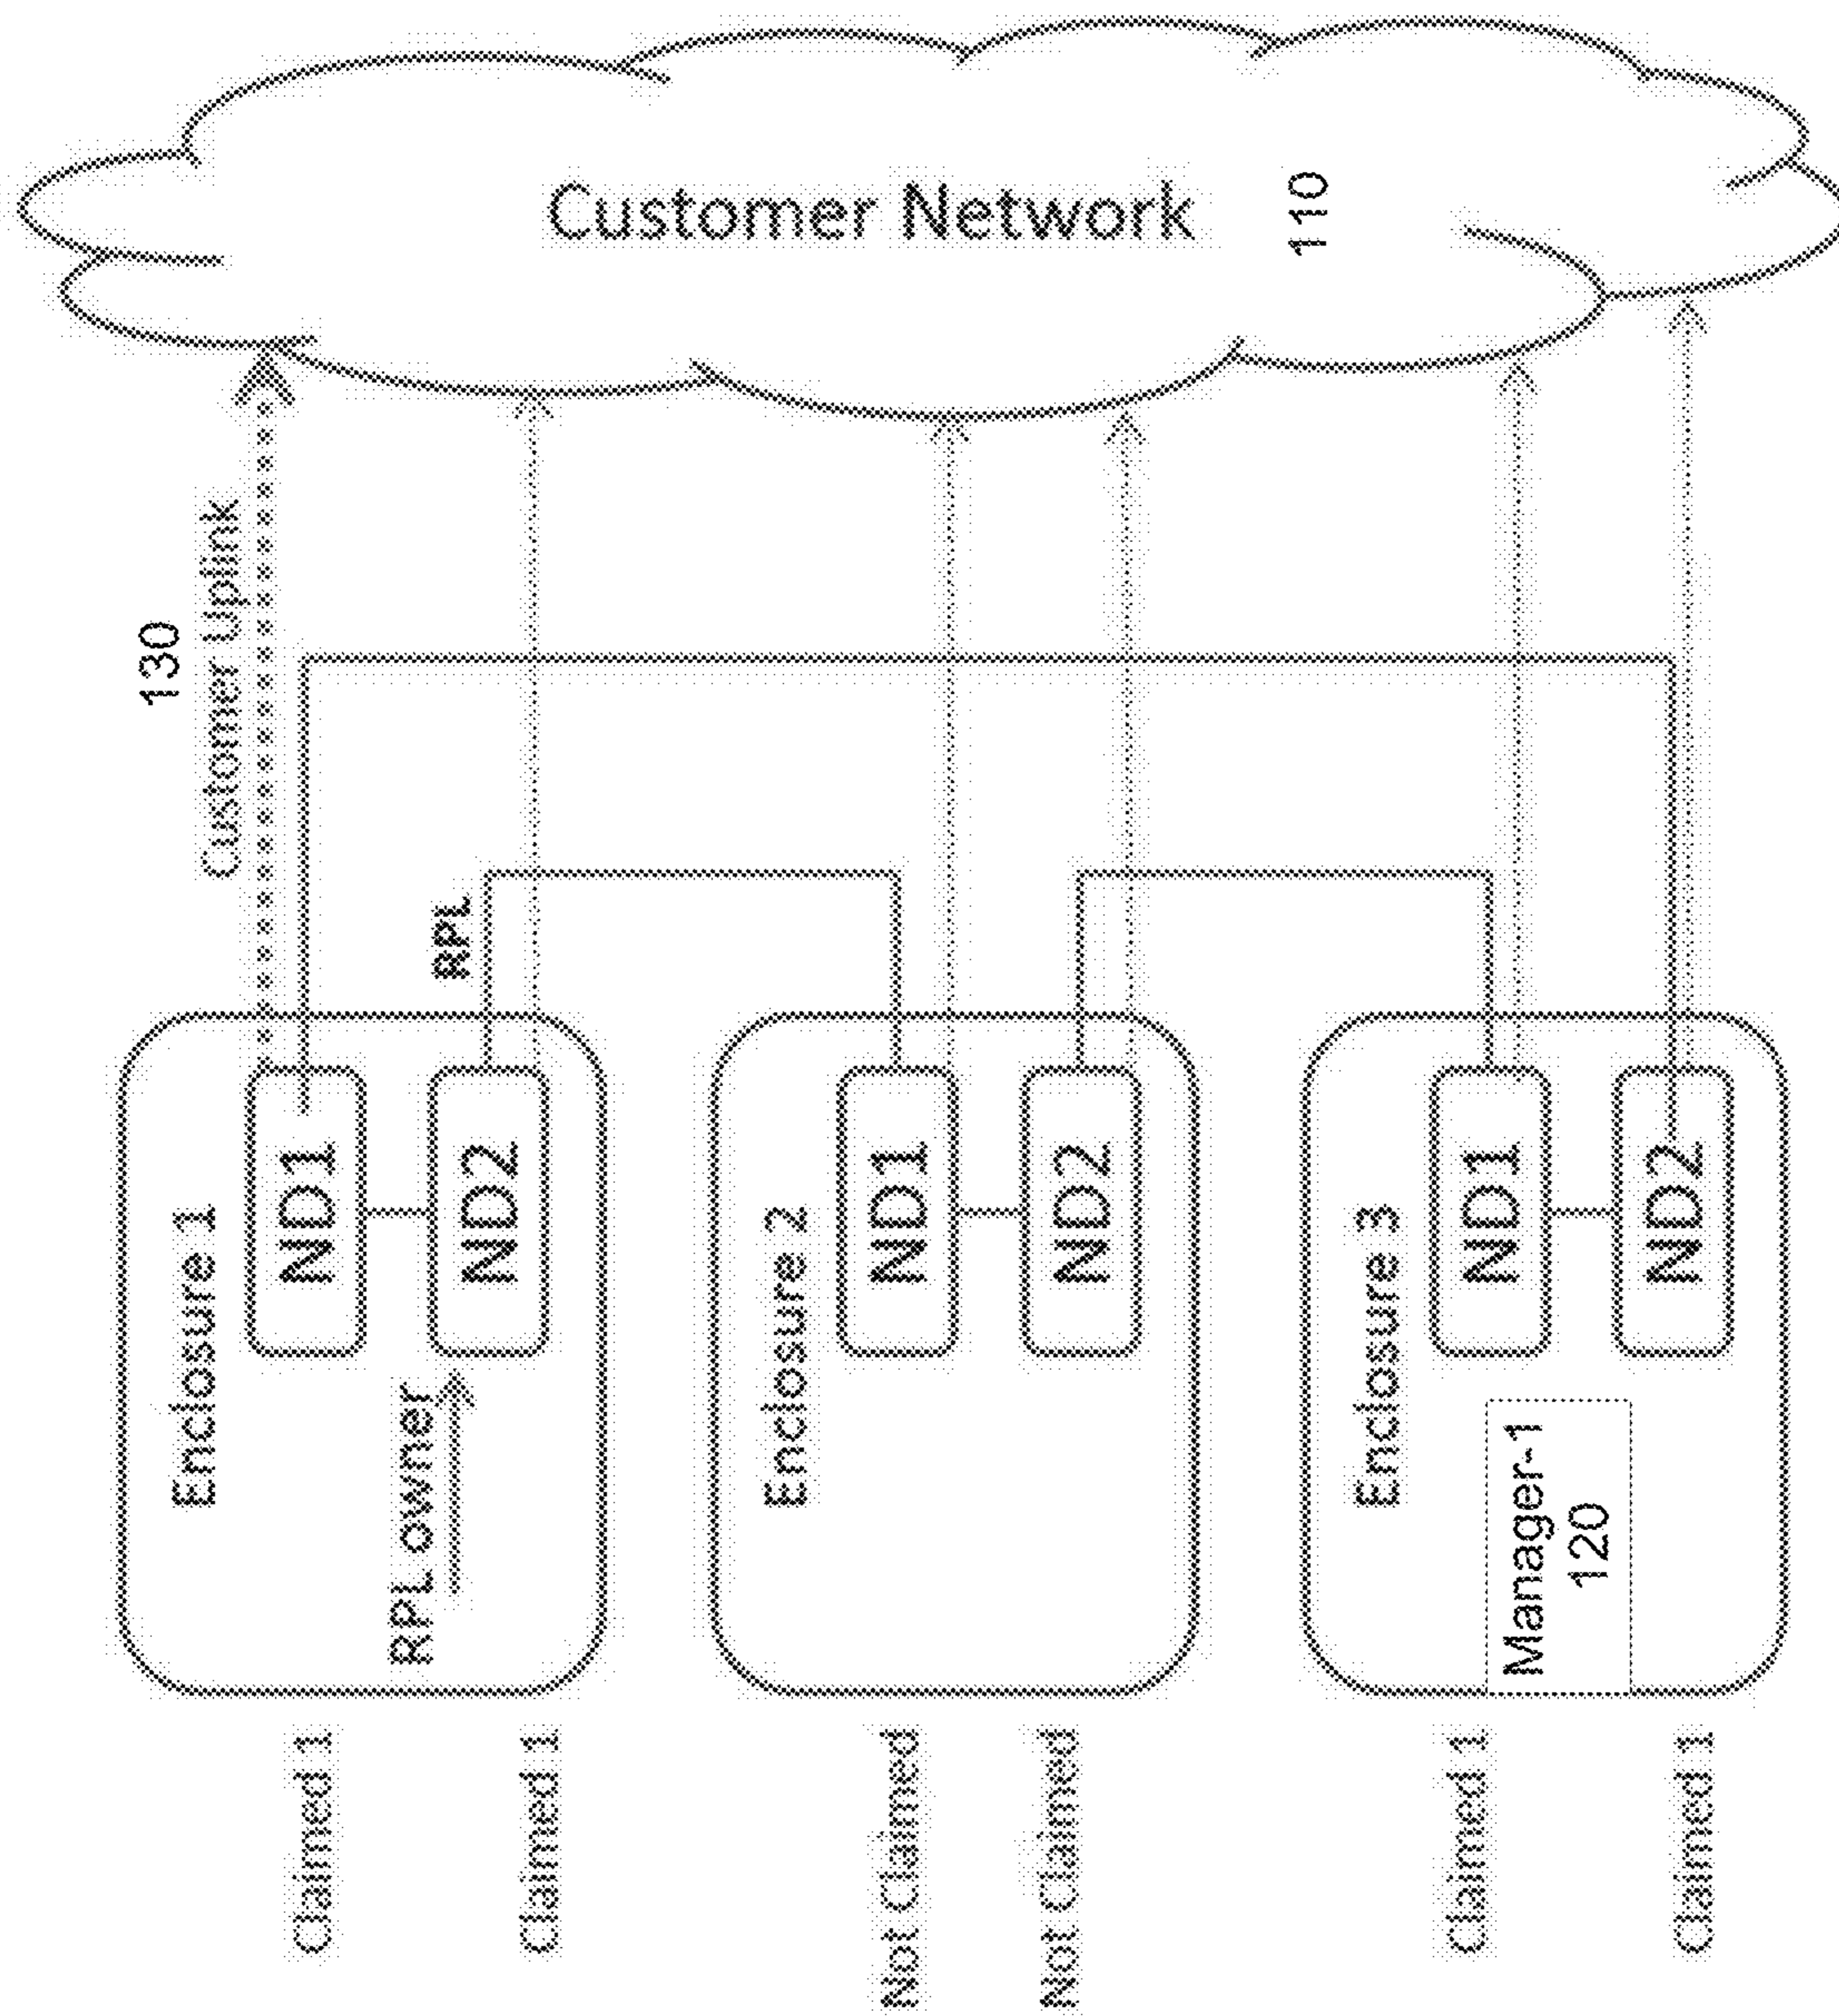 Claimed 1
Claimed 1
Not Claimed
Not Claimed
Claimed 1
Claimed 1
Enclosure 1
RPL owner
ND1
ND2
RPL
130
Customer Uplink
Enclosure 2
ND1
ND2
Enclosure 3
Manager-1
120
ND1
ND2
Customer Network
110